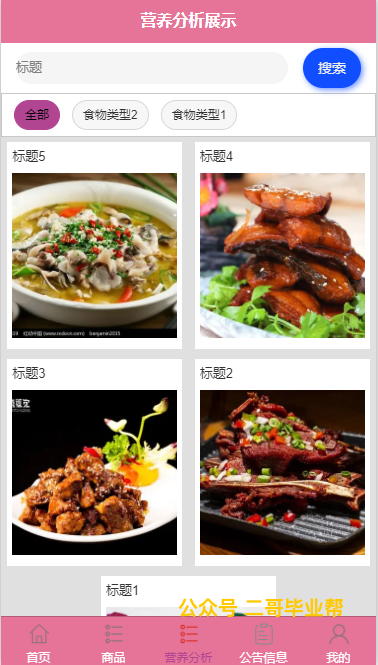 营养分析展示
标题
搜索
全部
食物类型2
食物类型1
标题5
标题4
标题3
标题2
标题1
公众号 二哥毕业帮
首页
商品
营养分析
公告信息
我的